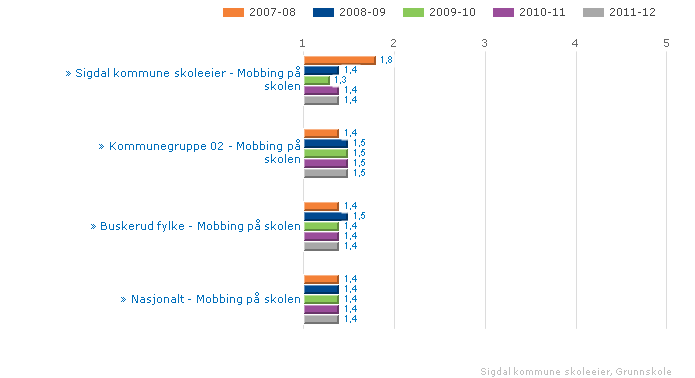 2007-08 2008-09 2009-10 2010-11 2011-12
1 2 3 4 5
» Sigdal kommune skoleeier - Mobbing på
skolen
1,8
1,4
1,3
1,4
1,4
» Kommunegruppe 02 - Mobbing på
skolen
1,4
1,5
1,5
1,5
1,5
» Buskerud fylke - Mobbing på skolen
1,4
1,5
1,4
1,4
1,4
» Nasjonalt - Mobbing på skolen
1,4
1,4
1,4
1,4
1,4
Sigdal kommune skoleeier, Grunnskole